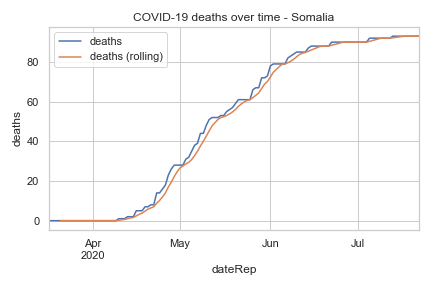 COVID-19 deaths over time - Somalia
deaths
deaths (rolling)
80
60
40
20
0
deaths
Apr
2020
May
Jun
Jul
dateRep